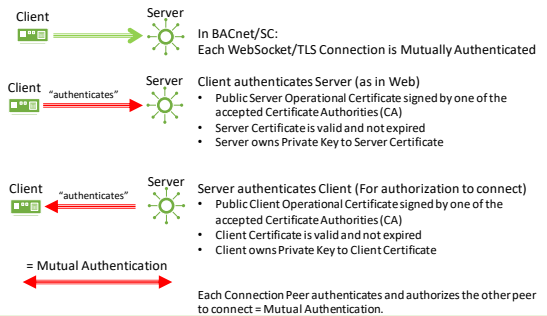 Client
Server
In BACnet/SC:
Each WebSocket/TLS Connection is Mutually Authenticated
Client
"authenticates"
Server
Client authenticates Server (as in Web)
• Public Server Operational Certificate signed by one of the
accepted Certificate Authorities (CA)
• Server Certificate is valid and not expired
• Server owns Private Key to Server Certificate
Client
"authenticates"
Server
Server authenticates Client (For authorization to connect)
• Public Client Operational Certificate signed by one of the
accepted Certificate Authorities (CA)
• Client Certificate is valid and not expired
• Client owns Private Key to Client Certificate
= Mutual Authentication
Each Connection Peer authenticates and authorizes the other peer
to connect = Mutual Authentication.